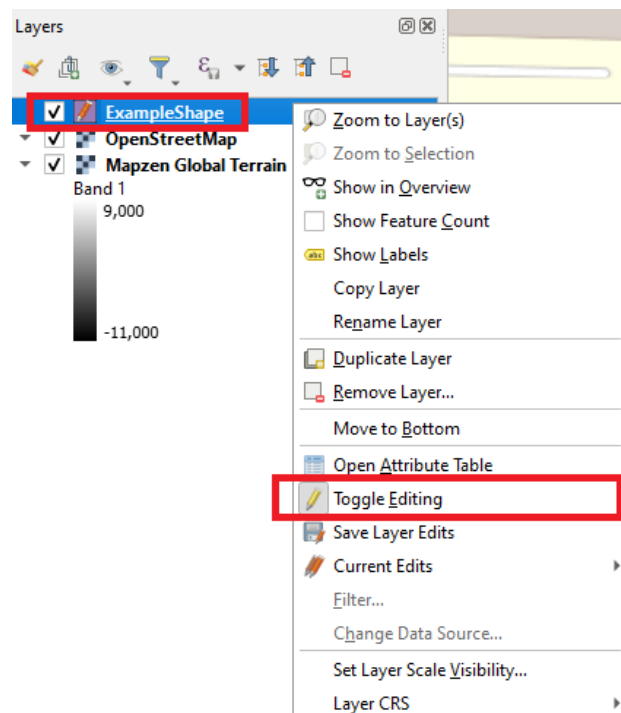 Layers
ExampleShape
OpenStreetMap
Mapzen Global Terrain
Band 1
9,000
-11,000
Zoom to Layer(s)
Zoom to Selection
Show in Overview
Show Feature Count
abc Show Labels
Copy Layer
Rename Layer
Duplicate Layer
Remove Layer...
Move to Bottom
Open Attribute Table
Toggle Editing
Save Layer Edits
Current Edits
Filter...
Change Data Source...
Set Layer Scale Visibility...
Layer CRS